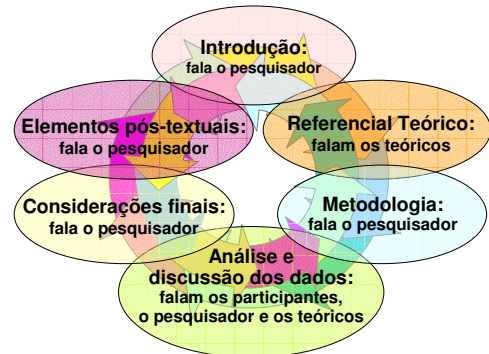 Introdução:
fala o pesquisador
Referencial Teórico:
falam os teóricos
Metodologia:
fala o pesquisador
Análise e
discussão dos dados:
falam os participantes,
o pesquisador e os teóricos
Considerações finais:
fala o pesquisador
Elementos pós-textuais:
fala o pesquisador